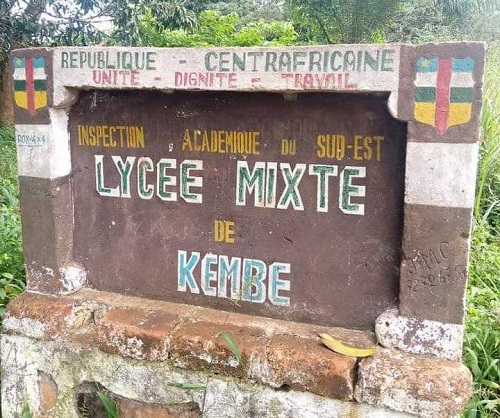 REPUBLIQUE - CENTRAFRICAINE
UNITE - DIGNITE - TRAVAIL
INSPECTION ACADEMIQUE DU SUD-EST
LYCEE MIXTE
DE
KEMBE